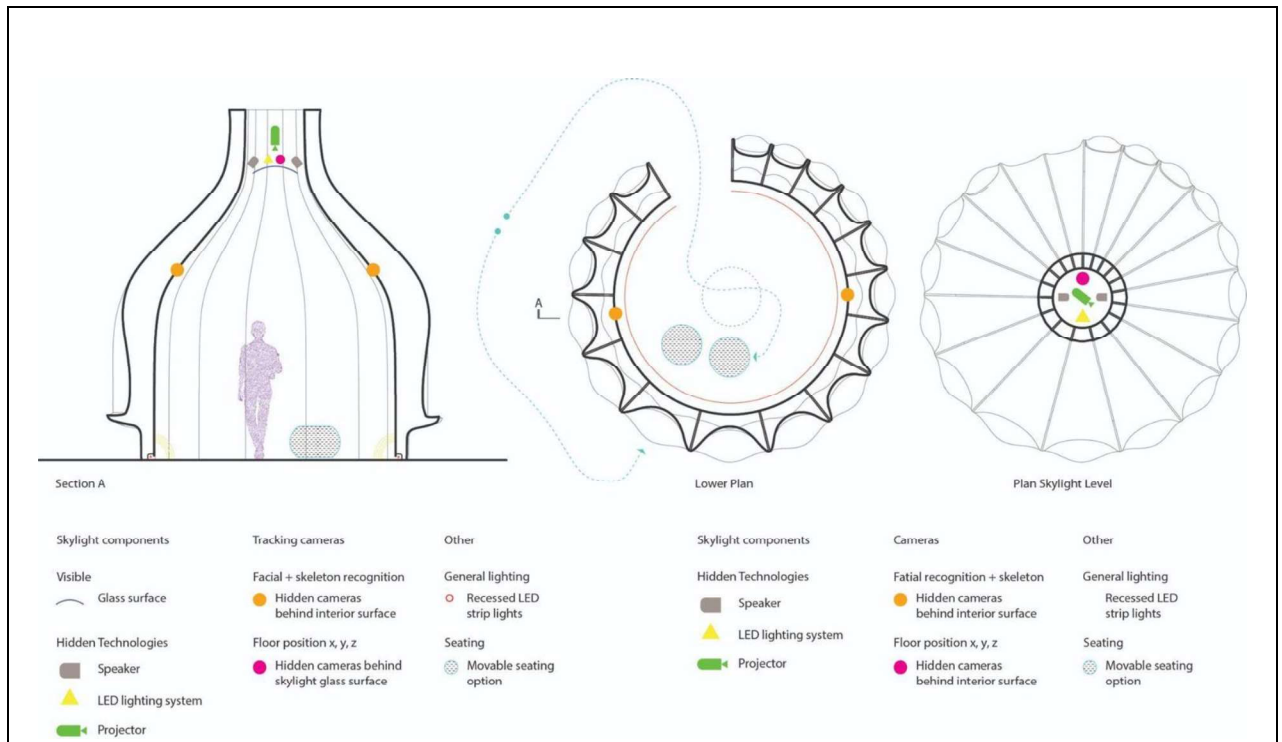 A
Section A
Lower Plan
Plan Skylight Level
Skylight components
Visible
Glass surface
Hidden Technologies
Speaker
LED lighting system
Projector
Tracking cameras
Facial + skeleton recognition
Hidden cameras
behind interior surface
Floor position x, y, z
Hidden cameras behind
skylight glass surface
Other
General lighting
Recessed LED
strip lights
Seating
Movable seating
option
Skylight components
Hidden Technologies
Speaker
LED lighting system
Projector
Cameras
Fatial recognition + skeleton
Hidden cameras
behind interior surface
Floor position x, y, z
Hidden cameras
behind interior surface
Other
General lighting
Recessed LED
strip lights
Seating
Movable seating
option